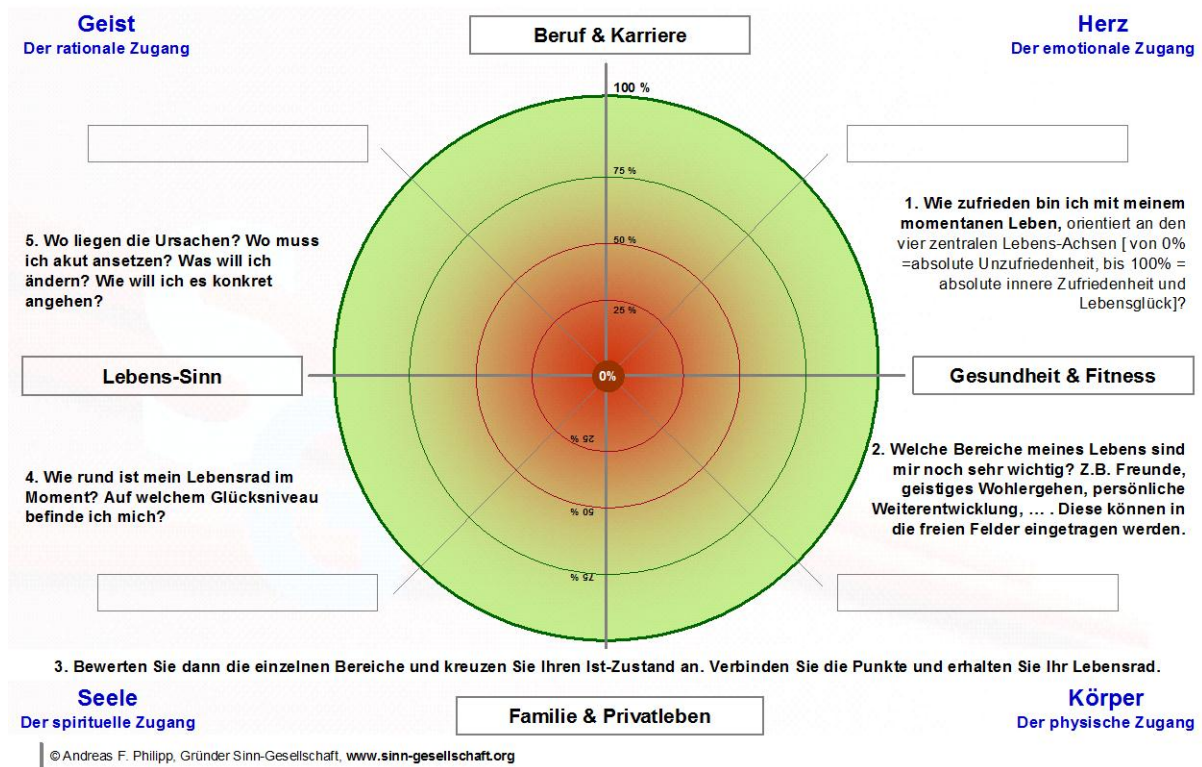 Geist
Der rationale Zugang
Beruf & Karriere
Herz
Der emotionale Zugang
100 %
75 %
50 %
25 %
0%
25 %
50 %
75 %
1. Wie zufrieden bin ich mit meinem
momentanen Leben, orientiert an den
vier zentralen Lebens-Achsen [ von 0%
=absolute Unzufriedenheit, bis 100% =
absolute innere Zufriedenheit und
Lebensglück]?
5. Wo liegen die Ursachen? Wo muss
ich akut ansetzen? Was will ich
ändern? Wie will ich es konkret
angehen?
Lebens-Sinn
Gesundheit & Fitness
2. Welche Bereiche meines Lebens sind
mir noch sehr wichtig? Z.B. Freunde,
geistiges Wohlergehen, persönliche
Weiterentwicklung, ... . Diese können in
die freien Felder eingetragen werden.
4. Wie rund ist mein Lebensrad im
Moment? Auf welchem Glücksniveau
befinde ich mich?
3. Bewerten Sie dann die einzelnen Bereiche und kreuzen Sie Ihren Ist-Zustand an. Verbinden Sie die Punkte und erhalten Sie Ihr Lebensrad.
Seele
Der spirituelle Zugang
Familie & Privatleben
Körper
Der physische Zugang
© Andreas F. Philipp, Gründer Sinn-Gesellschaft, www.sinn-gesellschaft.org